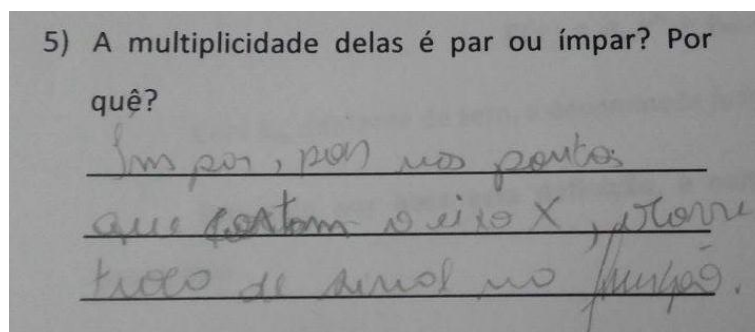 5) A multiplicidade delas é par ou ímpar? Por
quê?
Ímpar, pois nos pontos
que cortam o eixo X, ocorre
troca de sinal na função.